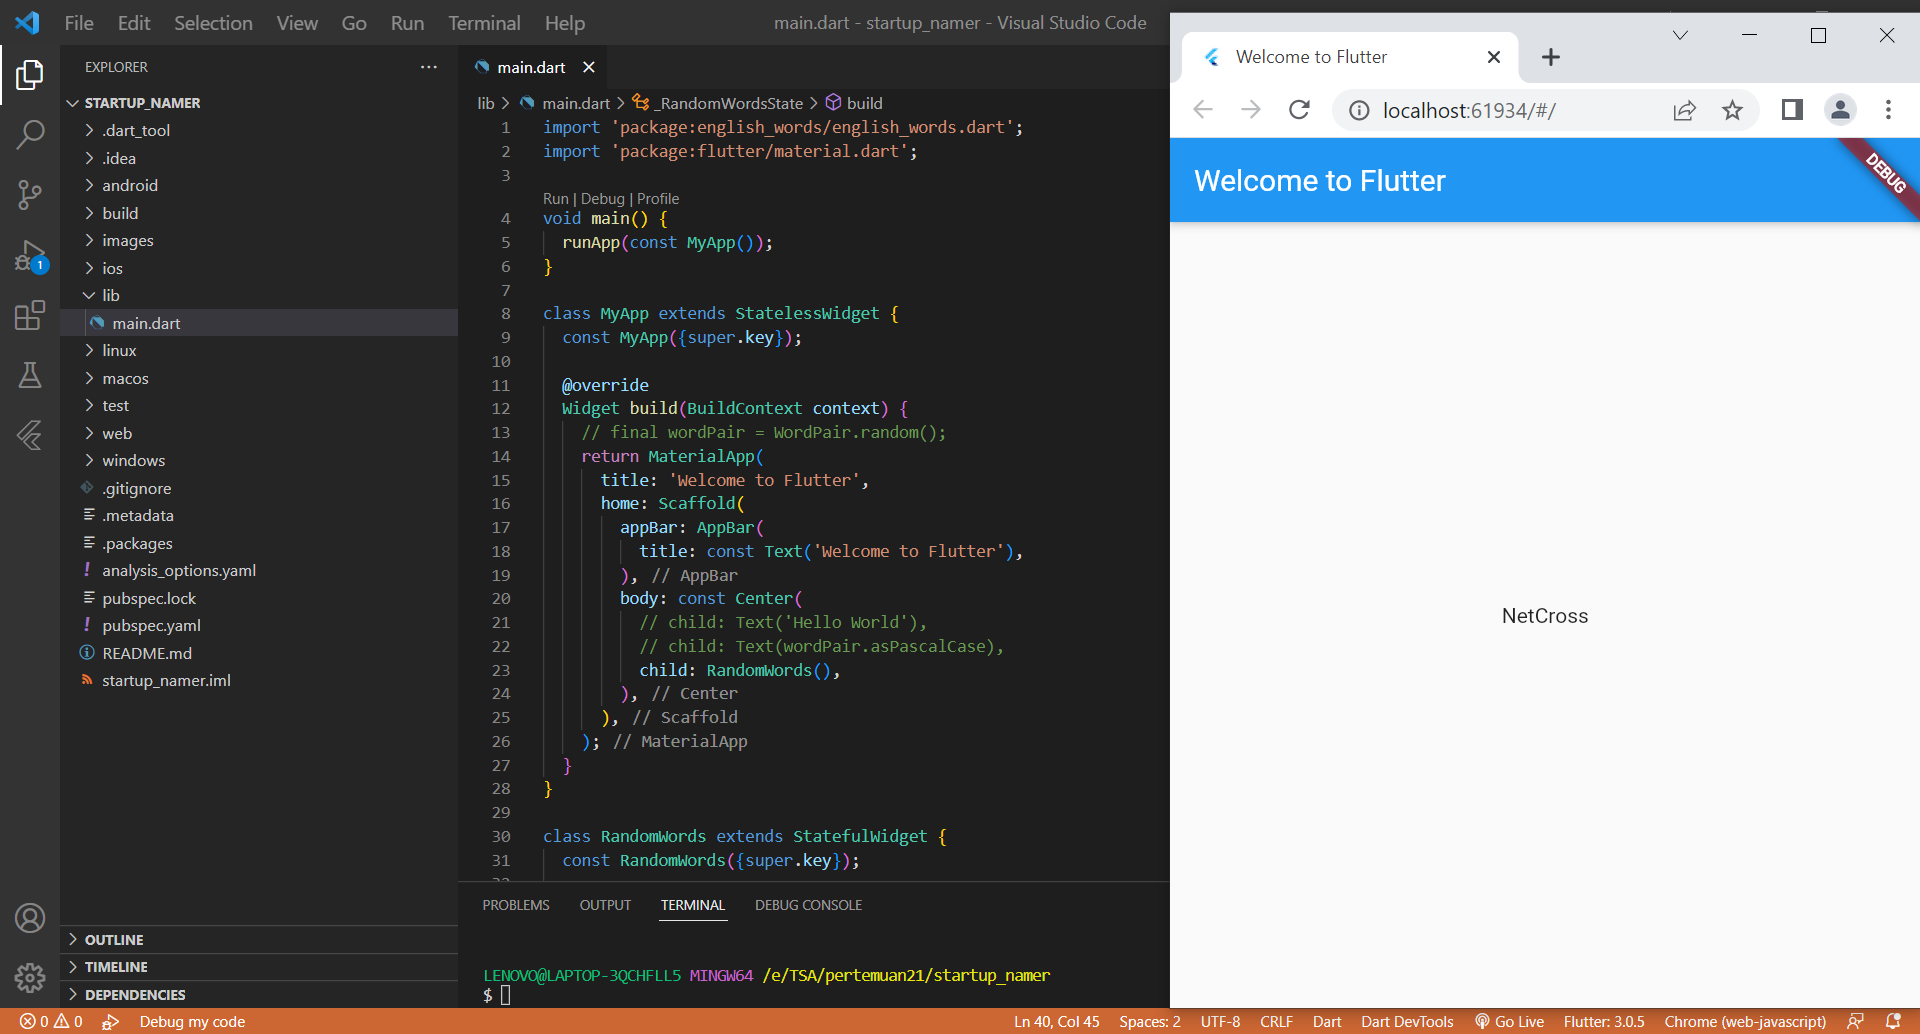 File Edit Selection View Go Run Terminal Help
main.dart - startup_namer - Visual Studio Code
EXPLORER
STARTUP_NAMER
.dart_tool
.idea
android
build
images
ios
lib
main.dart
linux
macos
test
web
windows
.gitignore
.metadata
.packages
analysis_options.yaml
pubspec.lock
pubspec.yaml
README.md
startup_namer.iml
OUTLINE
TIMELINE
DEPENDENCIES
1
main.dart
lib > main.dart > _RandomWordsState > build
1 import 'package:english_words/english_words.dart';
2 import 'package:flutter/material.dart';
3
Run | Debug | Profile
4 void main() {
5 runApp(const MyApp());
6 }
7
8 class MyApp extends StatelessWidget {
9 const MyApp({super.key});
10
11 @override
12 Widget build(BuildContext context) {
13 // final wordPair = WordPair.random();
14 return MaterialApp(
15 title: 'Welcome to Flutter',
16 home: Scaffold(
17 appBar: AppBar(
18 title: const Text('Welcome to Flutter'),
19 ), // AppBar
20 body: const Center(
21 // child: Text('Hello World'),
22 // child: Text(wordPair.asPascalCase),
23 child: RandomWords(),
24 ), // Center
25 ), // Scaffold
26 ); // MaterialApp
27 }
28 }
29
30 class RandomWords extends StatefulWidget {
31 const RandomWords({super.key});
PROBLEMS OUTPUT TERMINAL DEBUG CONSOLE
LENOVO@LAPTOP-3QCHFLL5 MINGW64 /e/TSA/pertemuan21/startup_namer
$
Welcome to Flutter
localhost:61934/#/
Welcome to Flutter
DEBUG
NetCross
0 0 Debug my code Ln 40, Col 45 Spaces: 2 UTF-8 CRLF Dart Dart DevTools Go Live Flutter: 3.0.5 Chrome (web-javascript)